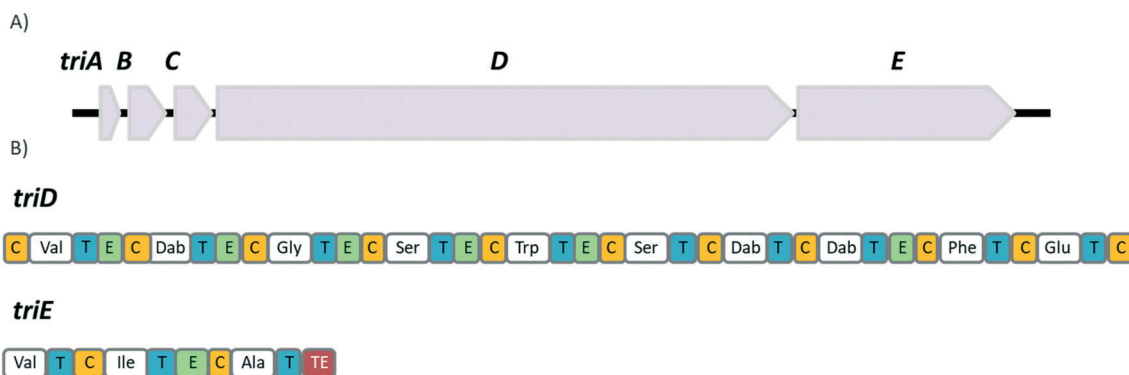 A)
triA B C D E
B)
triD
C Val T E C Dab T E C Gly T E C Ser T E C Trp T E C Ser T C Dab T C Dab T E C Phe T C Glu T C
triE
Val T C Ile T E C Ala T TE